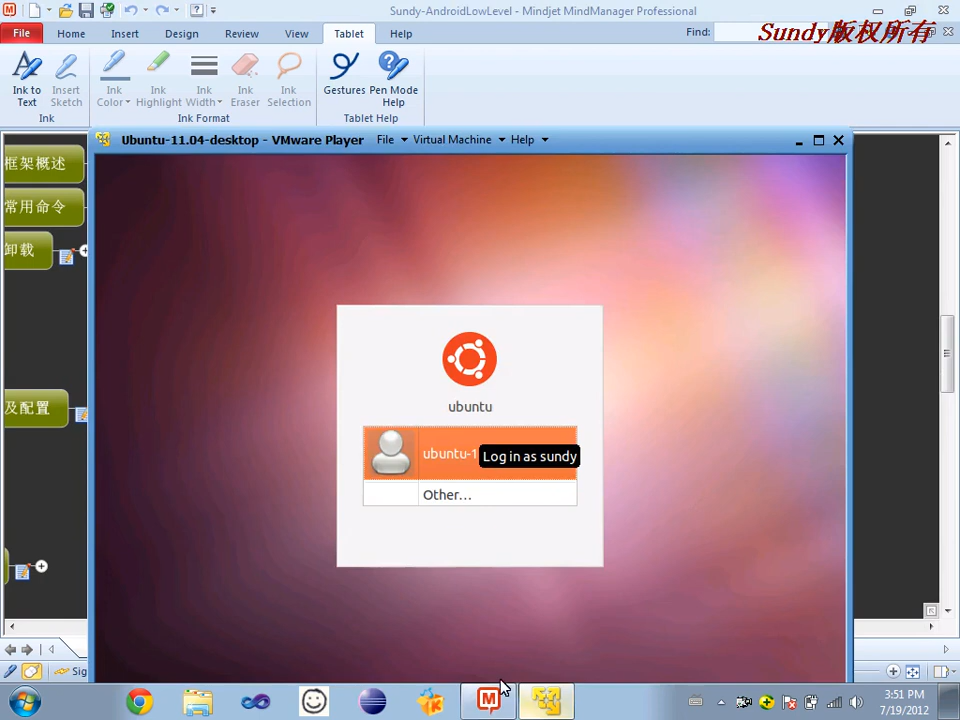 Sundy-AndroidLowLevel - Mindjet MindManager Professional
Sundy版权所有
File Home Insert Design Review View Tablet Help Find:
Ink to Text
Insert Sketch
Ink Color
Ink Highlight
Ink Width
Ink Eraser
Ink Selection
Gestures
Pen Mode Help
Ink
Ink Format
Tablet Help
Ubuntu-11.04-desktop - VMware Player File Virtual Machine Help
框架概述
常用命令
卸载
及配置
ubuntu
ubuntu-1
Log in as sundy
Other...
Sig
3:51 PM
7/19/2012